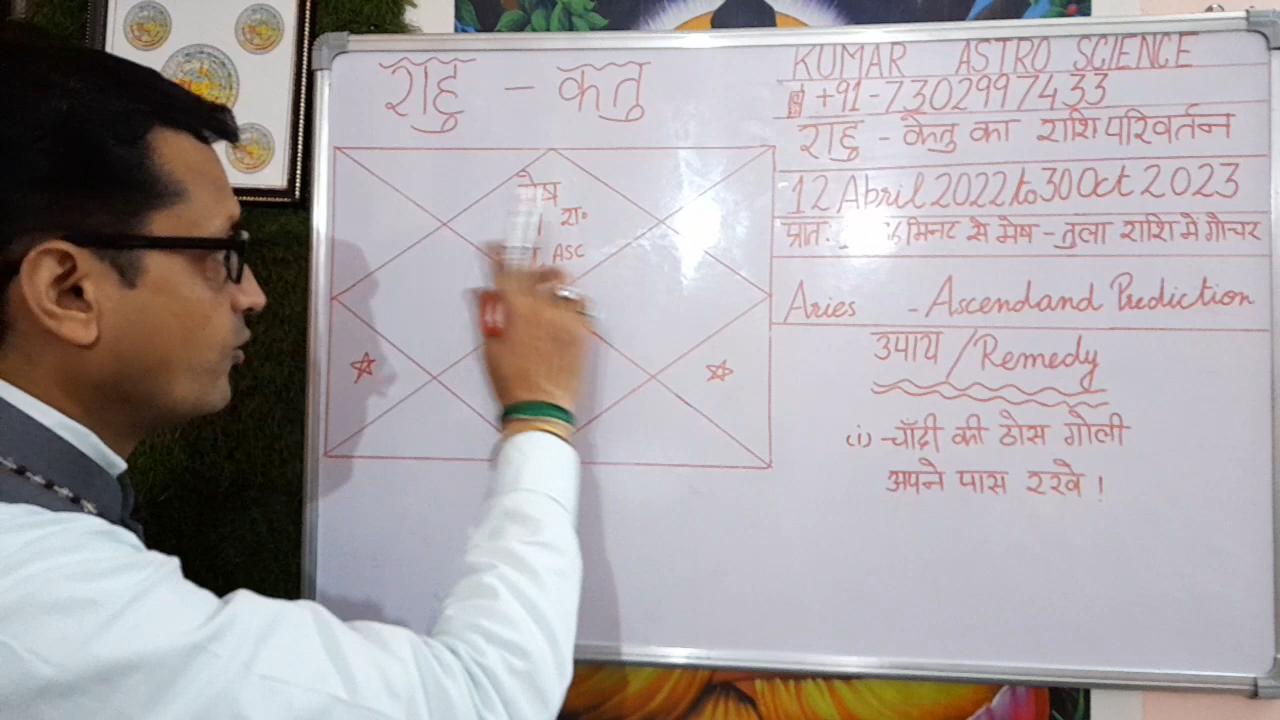 राहु - केतु
मेष
रा०
ASC
KUMAR ASTRO SCIENCE
+91-7302997433
राहु - केतु का राशि परिवर्तन
12 Abril 2022 to 30 Oct 2023
प्रात: मिनट से मेष - तुला राशि में गौचर
Aries - Ascendand Prediction
उपाय / Remedy
(i) - चाँदी की ठोस गोली
अपने पास रखे !